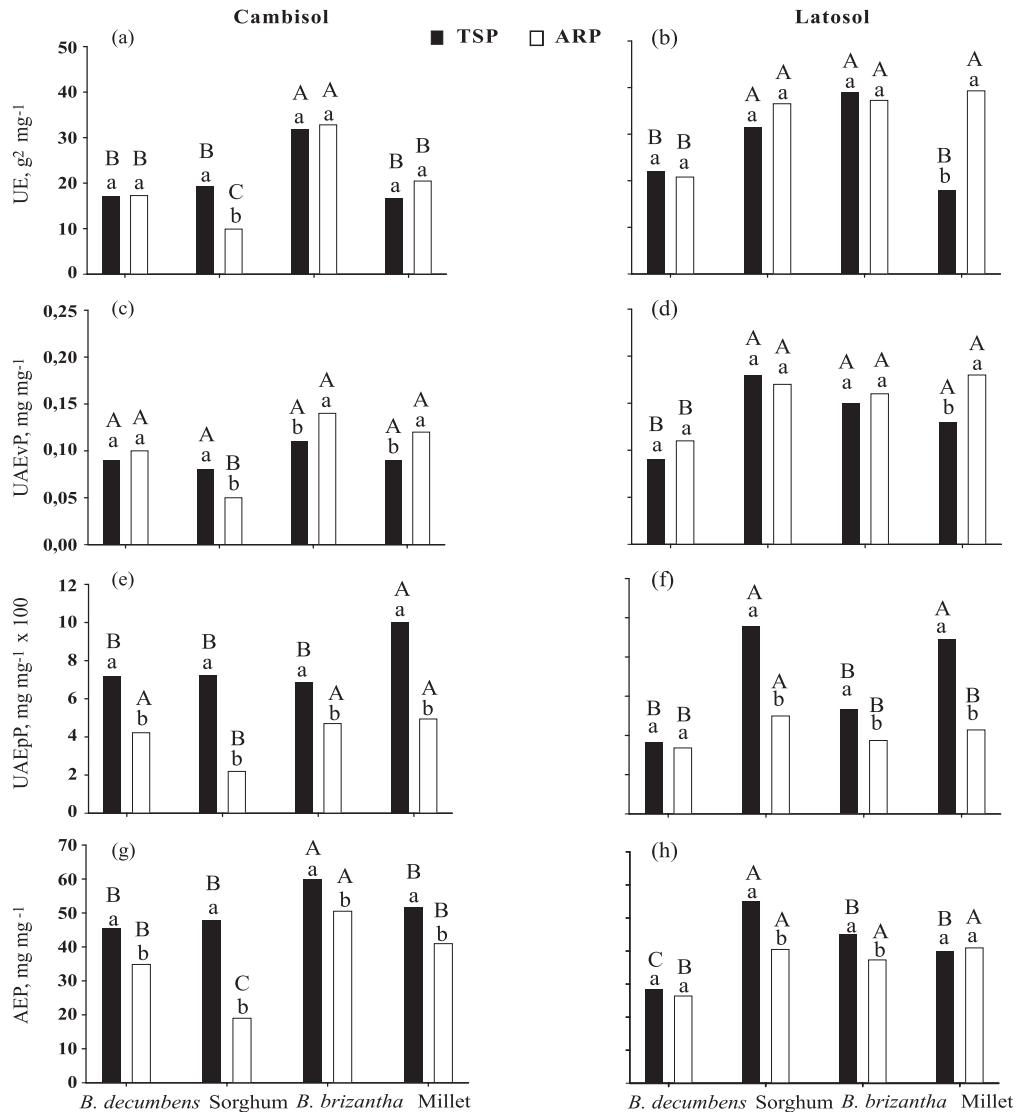 Cambisol
Latosol
TSP ARP
(a)
UE, g² mg⁻¹
50
40
30
20
10
0
B B B C A A B B
a a a b a a a a
(b)
B B A A A A B A
a a a a a a b a
(c)
UAEvP, mg mg⁻¹
0,25
0,20
0,15
0,10
0,05
0,00
A A A B A A A A
a a a b b a b a
(d)
B B A A A A A A
a a a a a a b a
(e)
UAEpP, mg mg⁻¹ x 100
12
10
8
6
4
2
0
B A B B B A A A
a b a b a b a b
(f)
B B A A B B A B
a a a b a b a b
(g)
AEP, mg mg ⁻¹
70
60
50
40
30
20
10
0
B B B C A A B B
a b a b a b a b
(h)
C B A A B A B A
a a a b a b a a
B. decumbens Sorghum B. brizantha Millet
B. decumbens Sorghum B. brizantha Millet